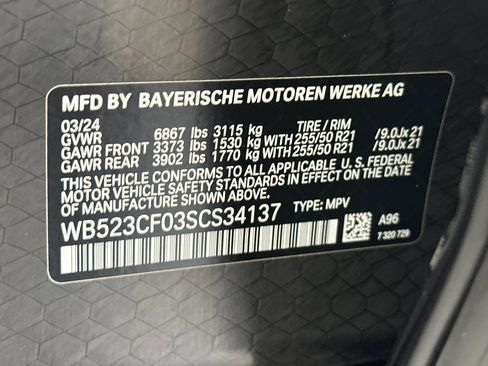 MFD BY BAYERISCHE MOTOREN WERKE AG
03/24 TIRE / RIM
GVWR 6867 lbs 3115 kg
GAWR FRONT 3373 lbs 1530 kg WITH 255/50 R21 /9.0Jx21
GAWR REAR 3902 lbs 1770 kg WITH 255/50 R21 /9.0Jx21
THIS VEHICLE CONFORMS TO ALL APPLICABLE U.S. FEDERAL
MOTOR VEHICLE SAFETY REGULATIONS IN EFFECT ON THE DATE
OF MANUFACTURE SHOWN ABOVE.
WB523CF03SCS34137 TYPE: MPV
A96
7 320 729